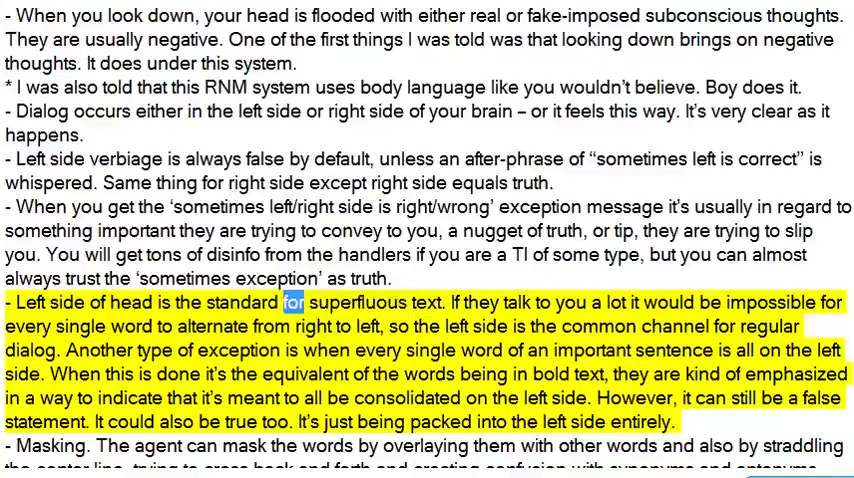 - When you look down, your head is flooded with either real or fake-imposed subconscious thoughts.
They are usually negative. One of the first things I was told was that looking down brings on negative
thoughts. It does under this system.
* I was also told that this RNM system uses body language like you wouldn't believe. Boy does it.
- Dialog occurs either in the left side or right side of your brain – or it feels this way. It's very clear as it
happens.
- Left side verbiage is always false by default, unless an after-phrase of “sometimes left is correct” is
whispered. Same thing for right side except right side equals truth.
- When you get the ‘sometimes left/right side is right/wrong’ exception message it's usually in regard to
something important they are trying to convey to you, a nugget of truth, or tip, they are trying to slip
you. You will get tons of disinfo from the handlers if you are a TI of some type, but you can almost
always trust the ‘sometimes exception’ as truth.
- Left side of head is the standard for superfluous text. If they talk to you a lot it would be impossible for
every single word to alternate from right to left, so the left side is the common channel for regular
dialog. Another type of exception is when every single word of an important sentence is all on the left
side. When this is done it's the equivalent of the words being in bold text, they are kind of emphasized
in a way to indicate that it's meant to all be consolidated on the left side. However, it can still be a false
statement. It could also be true too. It's just being packed into the left side entirely.
- Masking. The agent can mask the words by overlaying them with other words and also by straddling
the center line, trying to cross back and forth and creating confusion with synonyms and antonyms